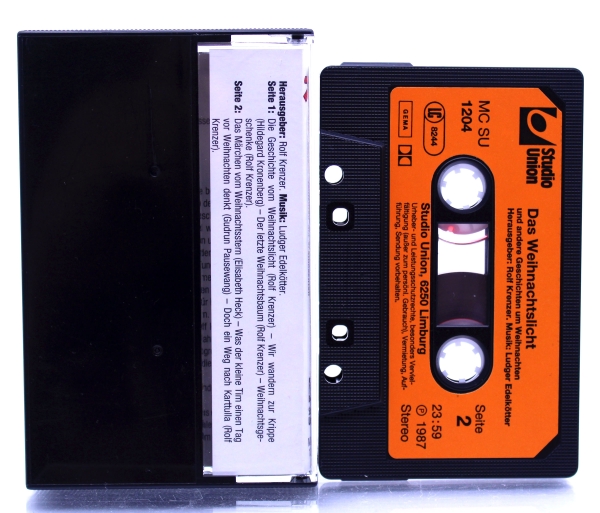 Herausgeber: Rolf Krenzer. Musik: Ludger Edelkötter.
Seite 1: Die Geschichte vom Weihnachtslicht (Rolf Krenzer) – Wir wandern zur Krippe
(Hildegard Kronenberg) – Der letzte Weihnachtsbaum (Rolf Krenzer) – Weihnachtsge-
schenke (Rolf Krenzer).
Seite 2: Das Märchen vom Weihnachtsstern (Elisabeth Heck) – Was der kleine Tim einen Tag
vor Weihnachten denkt (Gudrun Pausewang) – Doch ein Weg nach Karttulla (Rolf
Krenzer).
Studio
Union
Das Weihnachtslicht
und andere Geschichten um Weihnachten
Herausgeber: Rolf Krenzer. Musik: Ludger Edelkötter
MC SU
1204
LC 8244
GEMA
Seite
2
23:59
℗ 1987
Stereo
Studio Union, 6250 Limburg
Urheber- und Leistungsschutzrechte, besonders Verviel-
fältigung (außer zum persönl. Gebrauch), Vermietung, Auf-
führung, Sendung vorbehalten.